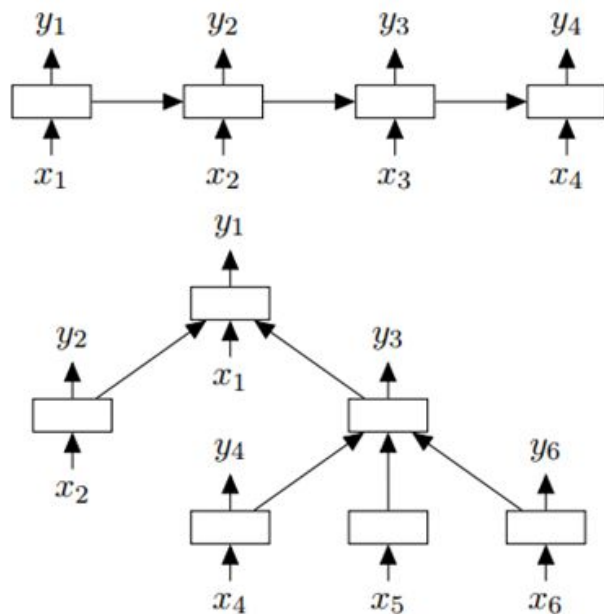 y₁ y₂ y₃ y₄
x₁ x₂ x₃ x₄
y₁
y₂ y₃
x₁
y₄ y₆
x₂
x₄ x₅ x₆